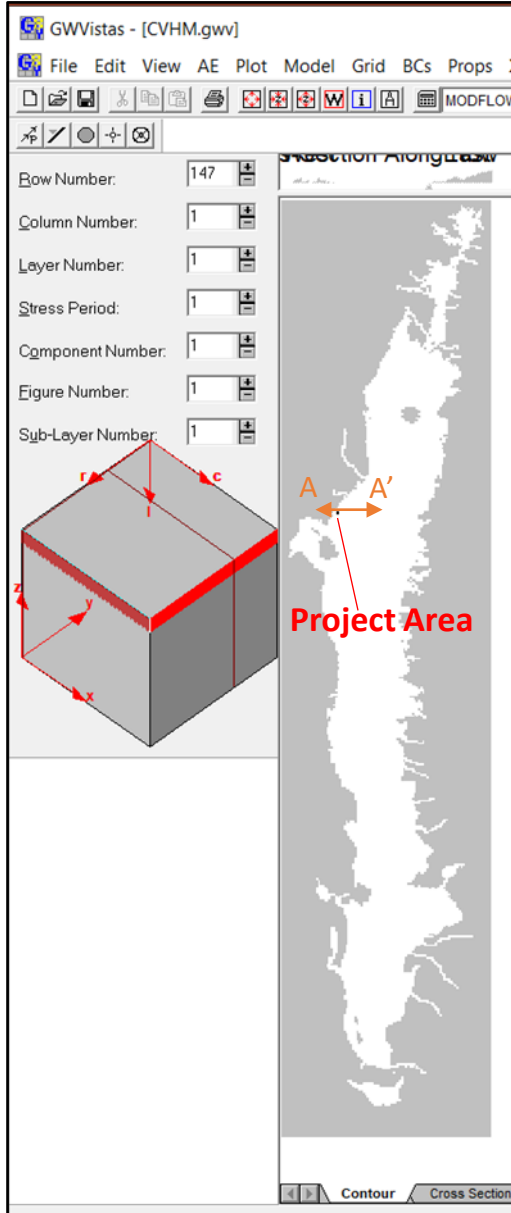 GWVistas - [CVHM.gwv]
File Edit View AE Plot Model Grid BCs Props
W i A MODFLOW
P
Row Number: 147
Column Number: 1
Layer Number: 1
Stress Period: 1
Component Number: 1
Figure Number: 1
Sub-Layer Number: 1
r c
l
z
y
x
A A'
Project Area
Contour Cross Section